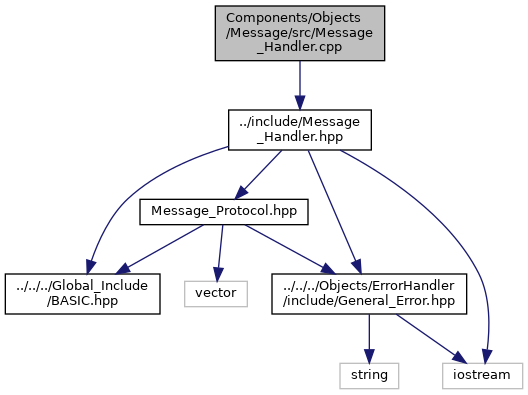 Components/Objects
/Message/src/Message
_Handler.cpp
../include/Message
_Handler.hpp
Message_Protocol.hpp
../../../Global_Include
/BASIC.hpp
vector
../../../Objects/ErrorHandler
/include/General_Error.hpp
string
iostream